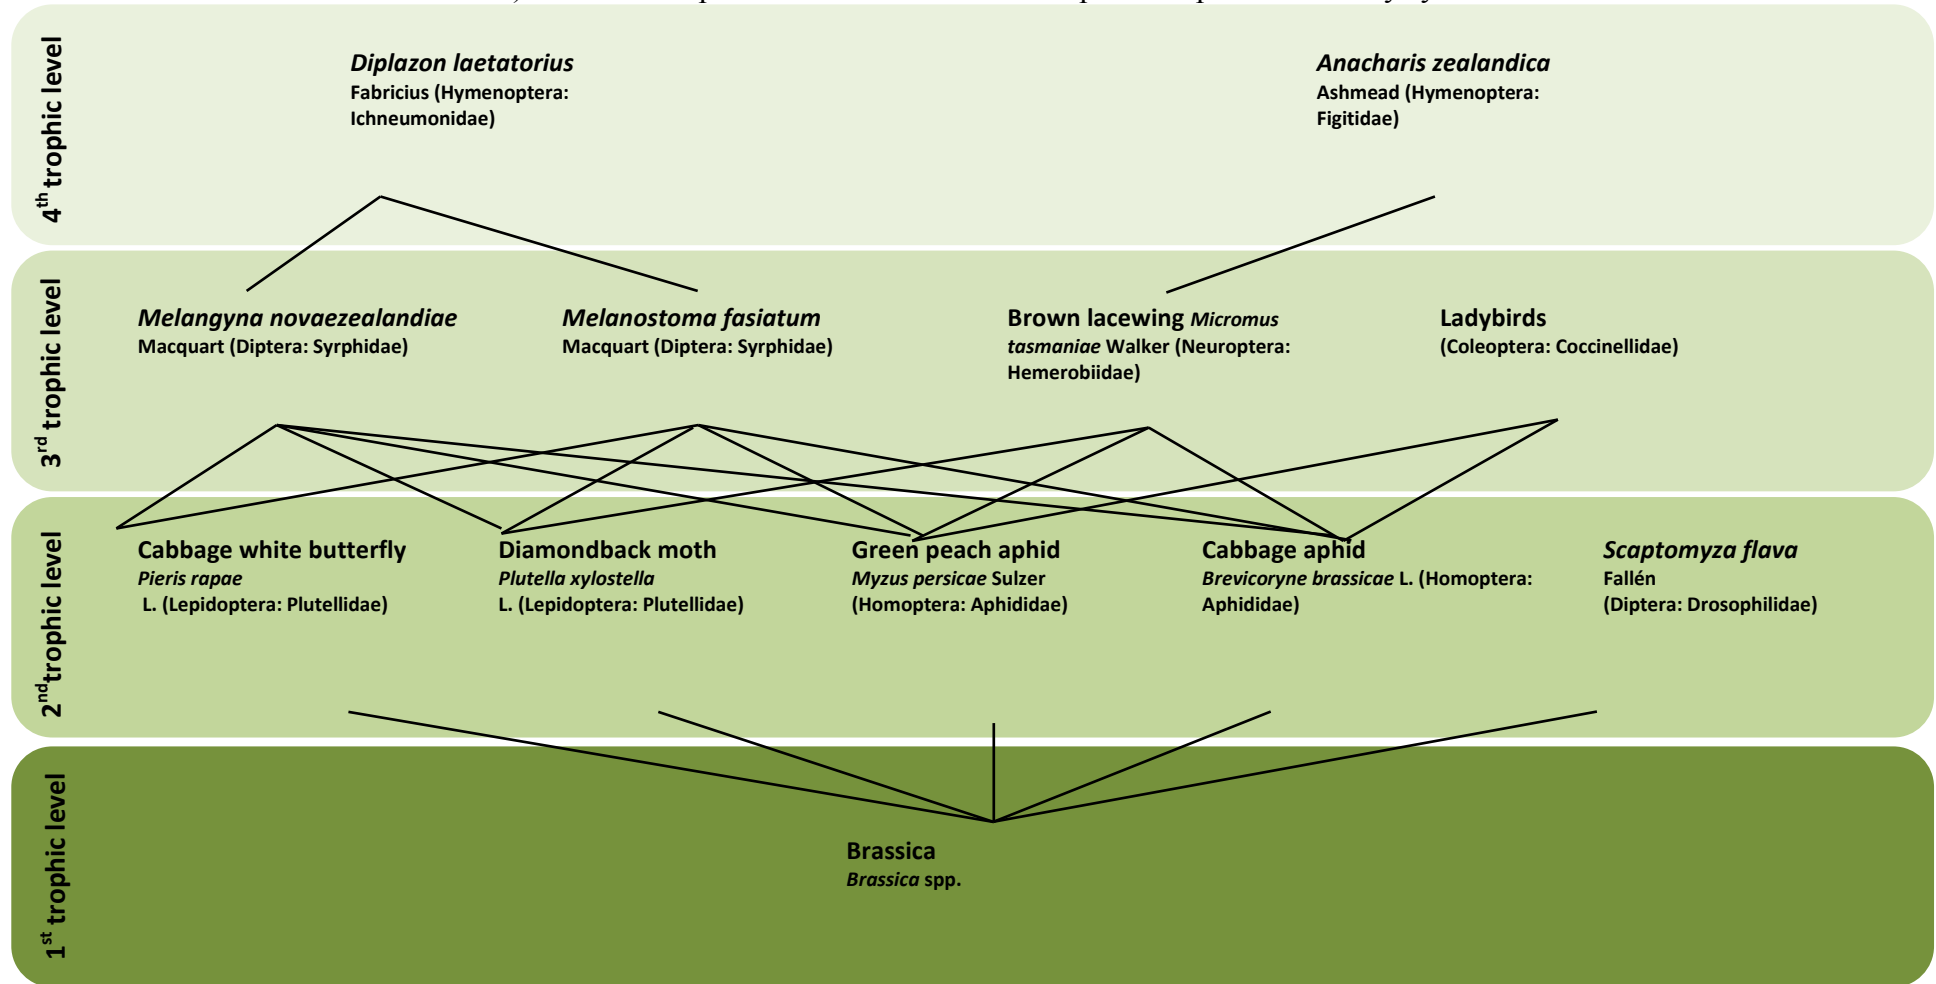 4th trophic level
Diplazon laetatorius
Fabricius (Hymenoptera:
Ichneumonidae)
Anacharis zealandica
Ashmead (Hymenoptera:
Figitidae)
3rd trophic level
Melangyna novaezealandiae
Macquart (Diptera: Syrphidae)
Melanostoma fasiatum
Macquart (Diptera: Syrphidae)
Brown lacewing Micromus
tasmaniae Walker (Neuroptera:
Hemerobiidae)
Ladybirds
(Coleoptera: Coccinellidae)
2nd trophic level
Cabbage white butterfly
Pieris rapae
L. (Lepidoptera: Plutellidae)
Diamondback moth
Plutella xylostella
L. (Lepidoptera: Plutellidae)
Green peach aphid
Myzus persicae Sulzer
(Homoptera: Aphididae)
Cabbage aphid
Brevicoryne brassicae L. (Homoptera:
Aphididae)
Scaptomyza flava
Fallén
(Diptera: Drosophilidae)
1st trophic level
Brassica
Brassica spp.